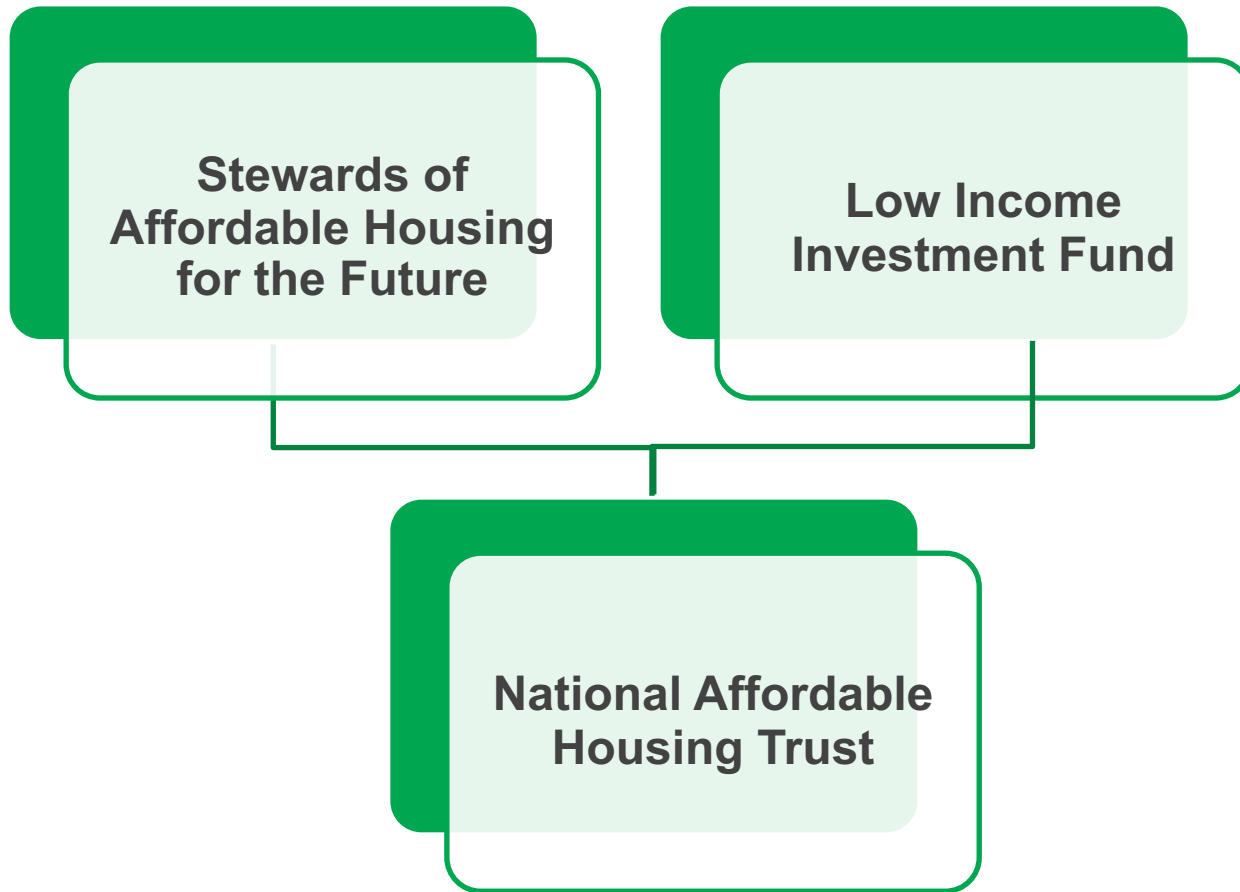 Stewards of
Affordable Housing
for the Future
Low Income
Investment Fund
National Affordable
Housing Trust